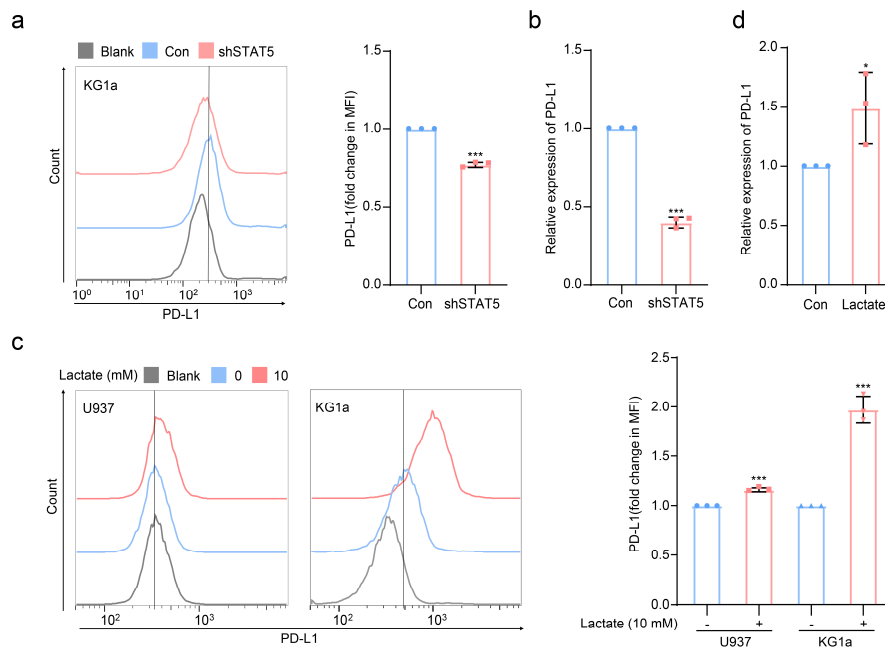 a
Blank Con shSTAT5
KG1a
Count
10⁰ 10¹ 10² 10³
PD-L1
PD-L1(fold change in MFI)
1.5
1.0
0.5
0.0
***
Con shSTAT5
b
Relative expression of PD-L1
1.5
1.0
0.5
0.0
***
Con shSTAT5
d
Relative expression of PD-L1
2.0
1.5
1.0
0.5
0.0
*
Con Lactate
c
Lactate (mM) Blank 0 10
U937
KG1a
Count
10² 10³
10² 10³
PD-L1
PD-L1(fold change in MFI)
2.5
2.0
1.5
1.0
0.5
0.0
***
***
Lactate (10 mM) - + - +
U937 KG1a